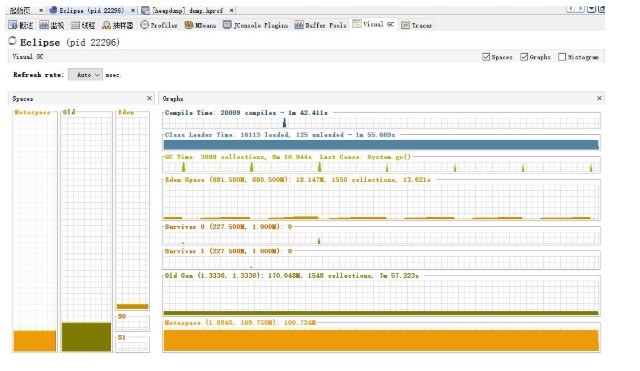 起始页 × Eclipse (pid 22296) × [heapdump] dump.hprof ×
概述 监视 线程 抽样器 Profiler MBeans JConsole Plugins Buffer Pools Visual GC Tracer
Eclipse (pid 22296)
Visual GC
Spaces Graphs Histogram
Refresh rate: Auto msec.
Spaces ×
Graphs ×
Metaspace
Old
Eden
S0
S1
Compile Time: 20009 compiles - 1m 42.411s
Class Loader Time: 16113 loaded, 125 unloaded - 1m 55.669s
GC Time: 3098 collections, 8m 10.944s Last Cause: System.gc()
Eden Space (681.500M, 680.500M): 18.147M, 1550 collections, 13.621s
Survivor 0 (227.500M, 1.000M): 0
Survivor 1 (227.500M, 1.000M): 0
Old Gen (1.333G, 1.333G): 170.048M, 1548 collections, 7m 57.323s
Metaspace (1.094G, 109.750M): 100.724M